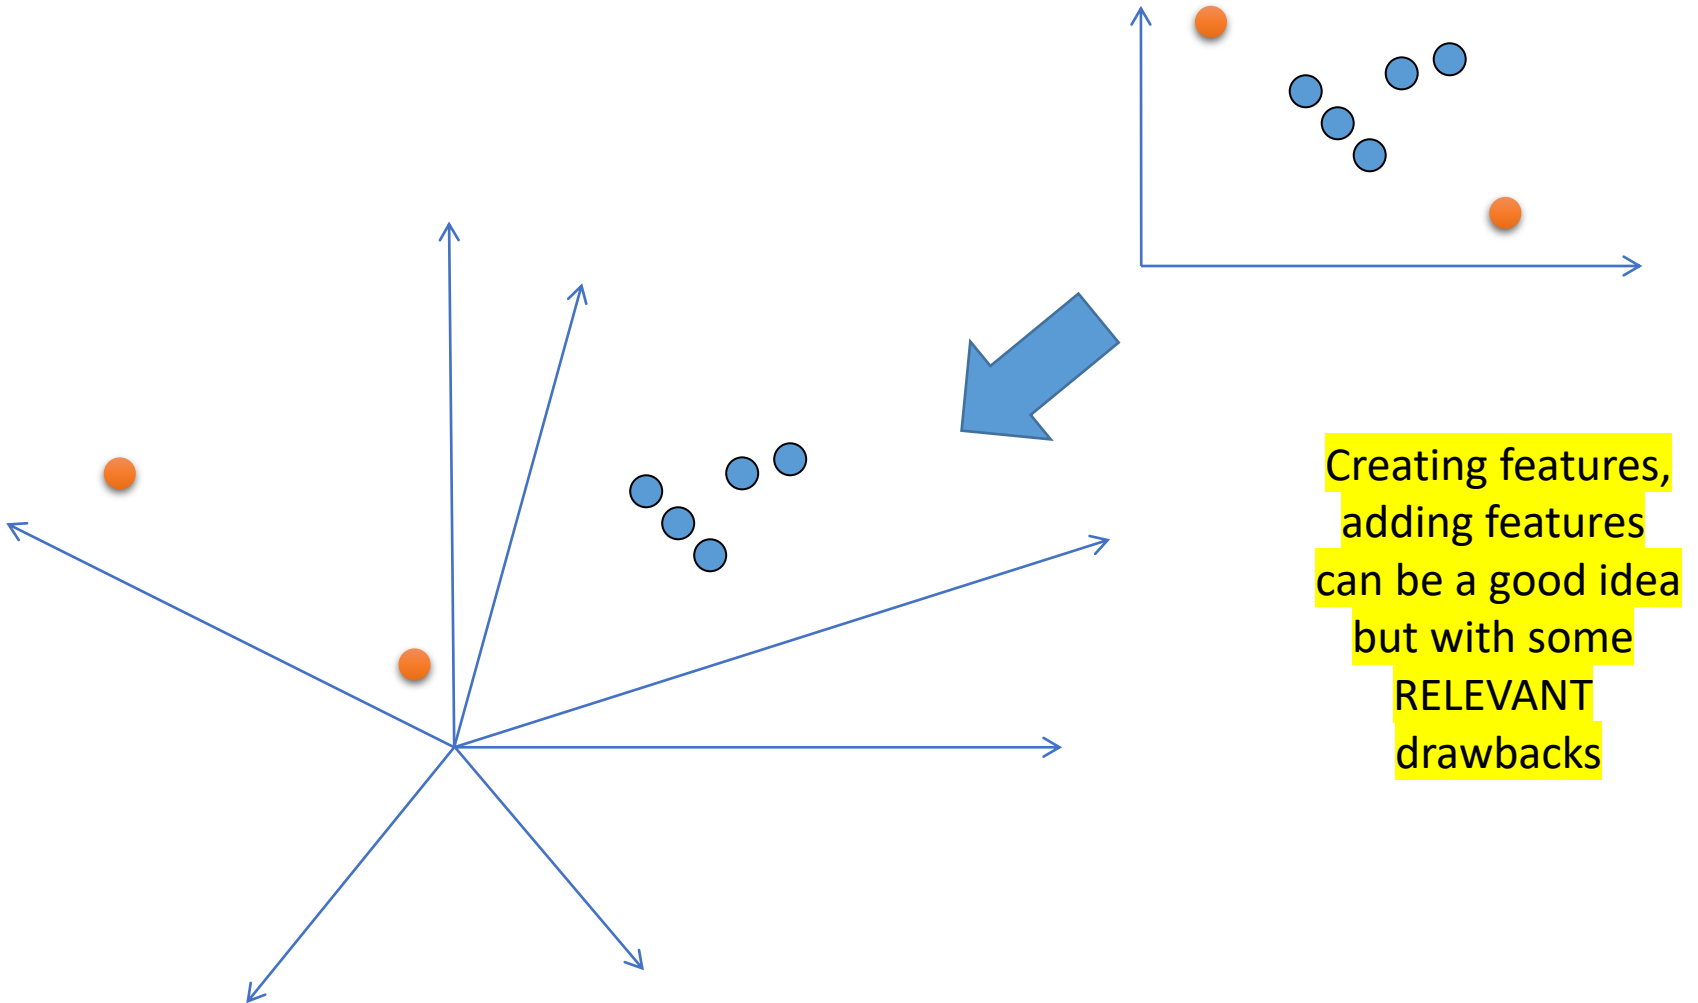 Creating features,
adding features
can be a good idea
but with some
RELEVANT
drawbacks